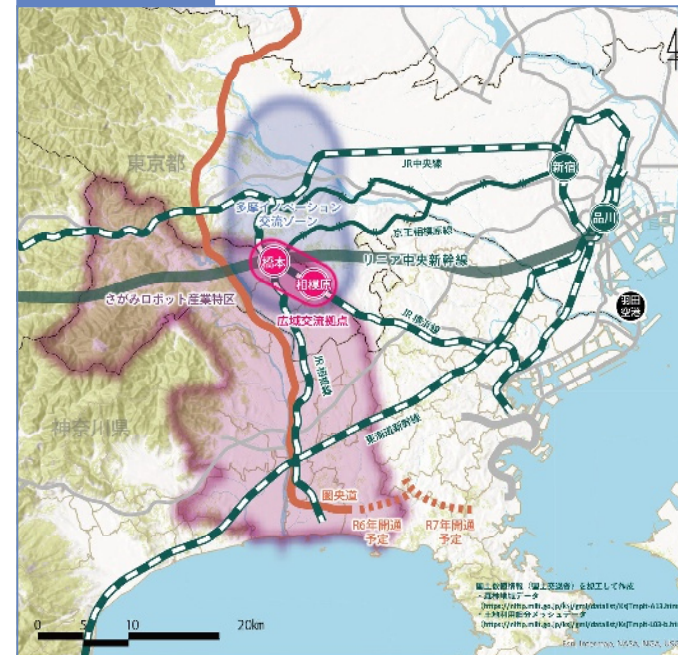 東京都
JR中央線
新宿
品川
多摩イノベーション
交流ゾーン
京王相模原線
橋本
リニア中央新幹線
相模原
さがみロボット産業特区
広域交流拠点
JR横浜線
羽田
空港
JR相模線
神奈川県
東海道新幹線
圏央道
R6年開通
予定
R7年開通
予定
国土数値情報（国土交通省）を加工して作成
0 5 10 20km